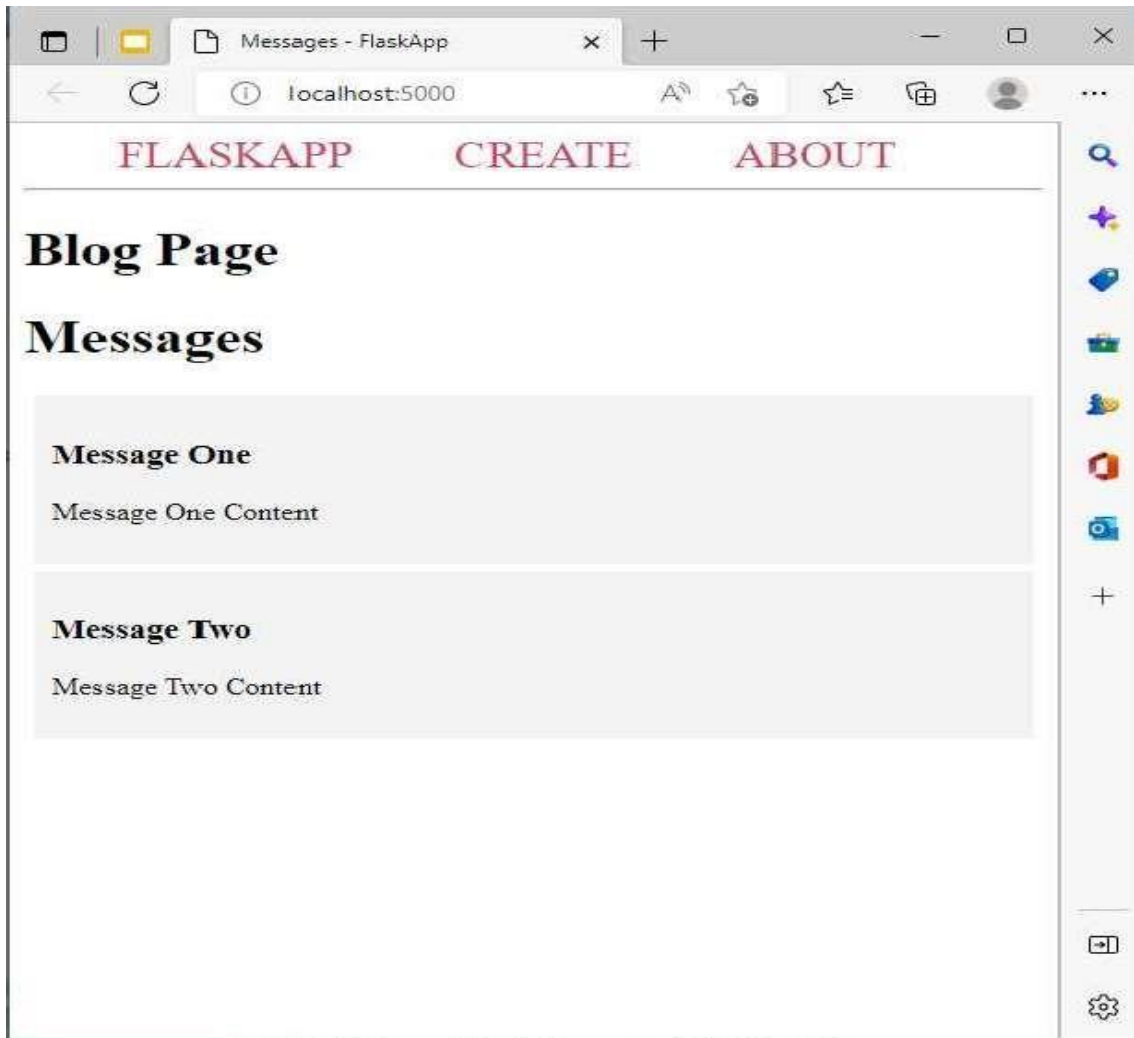 Messages - FlaskApp
localhost:5000
FLASKAPP CREATE ABOUT
Blog Page
Messages
Message One
Message One Content
Message Two
Message Two Content